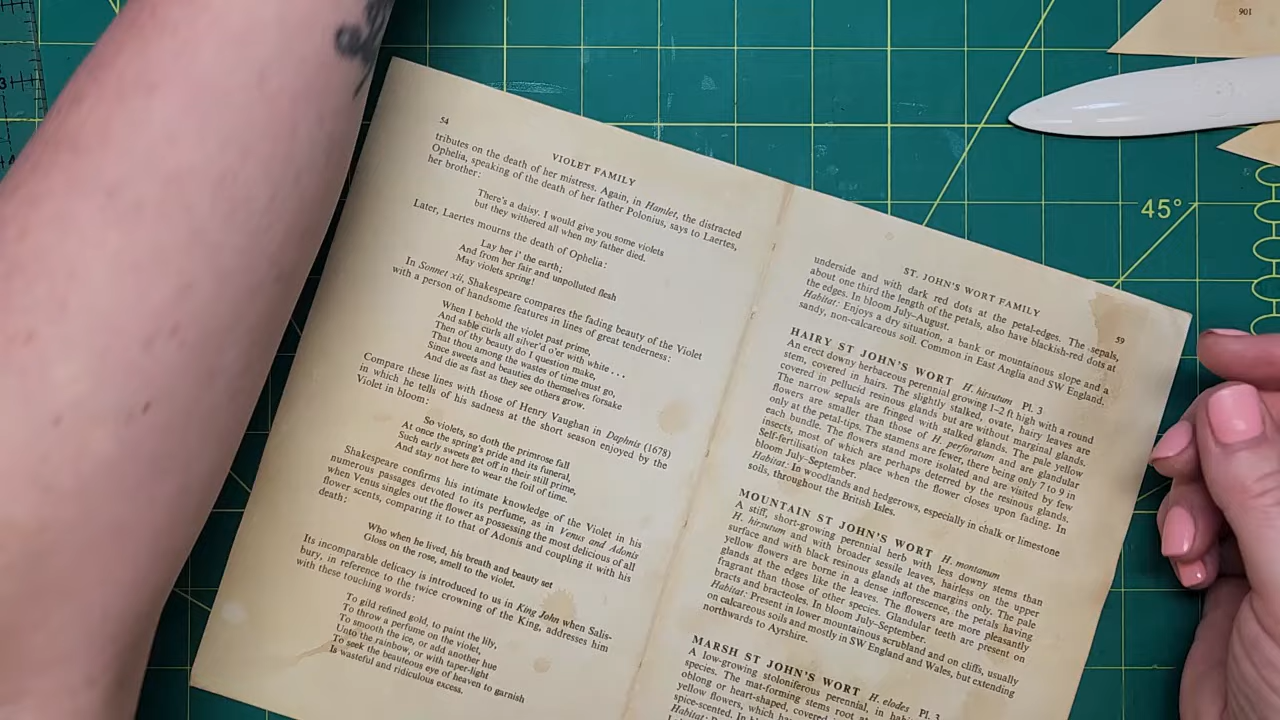 54
VIOLET FAMILY
tributes on the death of her mistress. Again, in Hamlet, the distracted
Ophelia, speaking of the death of her father Polonius, says to Laertes,
her brother:
There's a daisy. I would give you some violets
but they withered all when my father died.
Later, Laertes mourns the death of Ophelia:
Lay her i' the earth;
And from her fair and unpolluted flesh
May violets spring!
In Sonnet xii, Shakespeare compares the fading beauty of the Violet
with a person of handsome features in lines of great tenderness:
When I behold the violet past prime,
And sable curls all silver'd o'er with white . . .
Then of thy beauty do I question make,
That thou among the wastes of time must go,
Since sweets and beauties do themselves forsake
And die as fast as they see others grow.
Compare these lines with those of Henry Vaughan in Daphnis (1678)
in which he tells of his sadness at the short season enjoyed by the
Violet in bloom:
So violets, so doth the primrose fall
At once the spring's pride and its funeral,
Such early sweets get off in their still prime,
And stay not here to wear the foil of time.
Shakespeare confirms his intimate knowledge of the Violet in his
numerous passages devoted to its perfume, as in Venus and Adonis
when Venus singles out the flower as possessing the most delicious of all
flower scents, comparing it to that of Adonis and coupling it with his
death:
Who when he lived, his breath and beauty set
Gloss on the rose, smell to the violet.
Its incomparable delicacy is introduced to us in King John when Salis-
bury, in reference to the twice crowning of the King, addresses him
with these touching words:
To gild refined gold, to paint the lily,
To throw a perfume on the violet,
To smooth the ice, or add another hue
Unto the rainbow, or with taper-light
To seek the beauteous eye of heaven to garnish
Is wasteful and ridiculous excess.
ST. JOHN'S WORT FAMILY
59
underside and with dark red dots at the petal-edges. The sepals,
about one third the length of the petals, also have blackish-red dots at
the edges. In bloom July–August.
Habitat: Enjoys a dry situation, a bank or mountainous slope and a
sandy, non-calcareous soil. Common in East Anglia and SW England.
HAIRY ST JOHN'S WORT H. hirsutum Pl. 3
An erect downy herbaceous perennial growing 1–2 ft high with a round
stem, covered in hairs. The slightly stalked, ovate, hairy leaves are
covered in pellucid resinous glands but are without marginal glands.
The narrow sepals are fringed with stalked glands. The pale yellow
flowers are smaller than those of H. perforatum and are glandular
only at the petal-tips. The stamens are fewer, there being only 7 to 9 in
each bundle. The flowers stand more isolated and are visited by few
insects, most of which are perhaps deterred by the resinous glands.
Self-fertilisation takes place when the flower closes upon fading. In
bloom July–September.
Habitat: In woodlands and hedgerows, especially in chalk or limestone
soils, throughout the British Isles.
MOUNTAIN ST JOHN'S WORT H. montanum
A stiff, short-growing perennial herb with less downy stems than
H. hirsutum and with broader sessile leaves, hairless on the upper
surface and with black resinous glands at the margins only. The pale
yellow flowers are borne in a dense inflorescence, the petals having
glands at the edges like the leaves. The flowers are more pleasantly
fragrant than those of other species. Glandular teeth are present on
bracts and bracteoles. In bloom July–September.
Habitat: Present in lower mountainous scrubland and on cliffs, usually
on calcareous soils and mostly in SW England and Wales, but extending
northwards to Ayrshire.
MARSH ST JOHN'S WORT H. elodes Pl. 3
A low-growing stoloniferous perennial, in
species. The mat-forming stems root
oblong or heart-shaped, covered
yellow flowers, which
spice-scented. In
Habitat:
45°
106
3
4